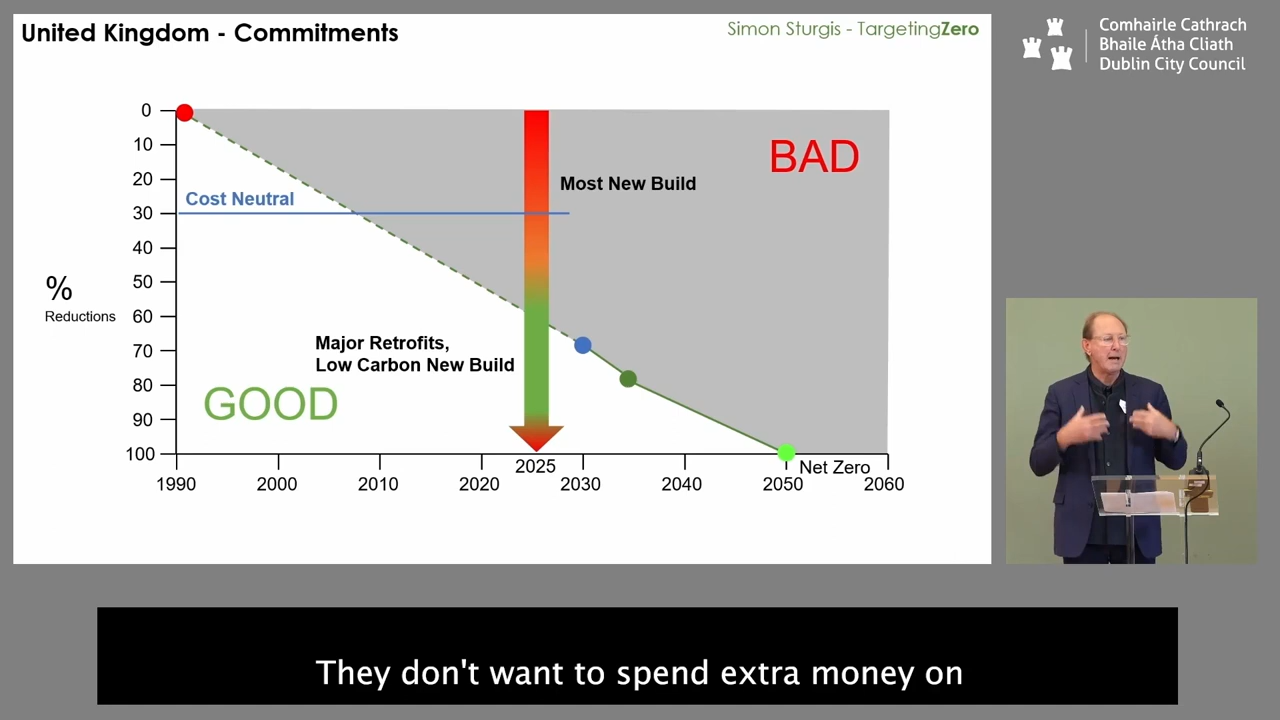 United Kingdom - Commitments
Simon Sturgis - TargetingZero
Comhairle Cathrach
Bhaile Átha Cliath
Dublin City Council
0
10
20
30
40
50
60
70
80
90
100
%
Reductions
Cost Neutral
Most New Build
BAD
Major Retrofits,
Low Carbon New Build
GOOD
2025
Net Zero
1990
2000
2010
2020
2030
2040
2050
2060
They don't want to spend extra money on